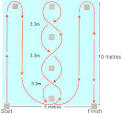 3.3m
3.3m
10 metres
3.3m
5 metres
Start
Finish